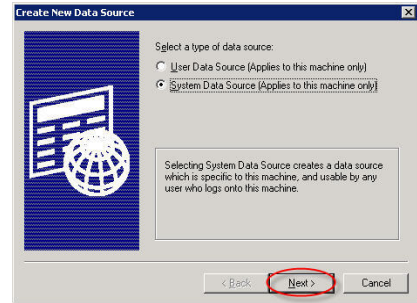 Create New Data Source
Select a type of data source:
User Data Source (Applies to this machine only)
System Data Source (Applies to this machine only)
Selecting System Data Source creates a data source
which is specific to this machine, and usable by any
user who logs onto this machine.
< Back
Next >
Cancel